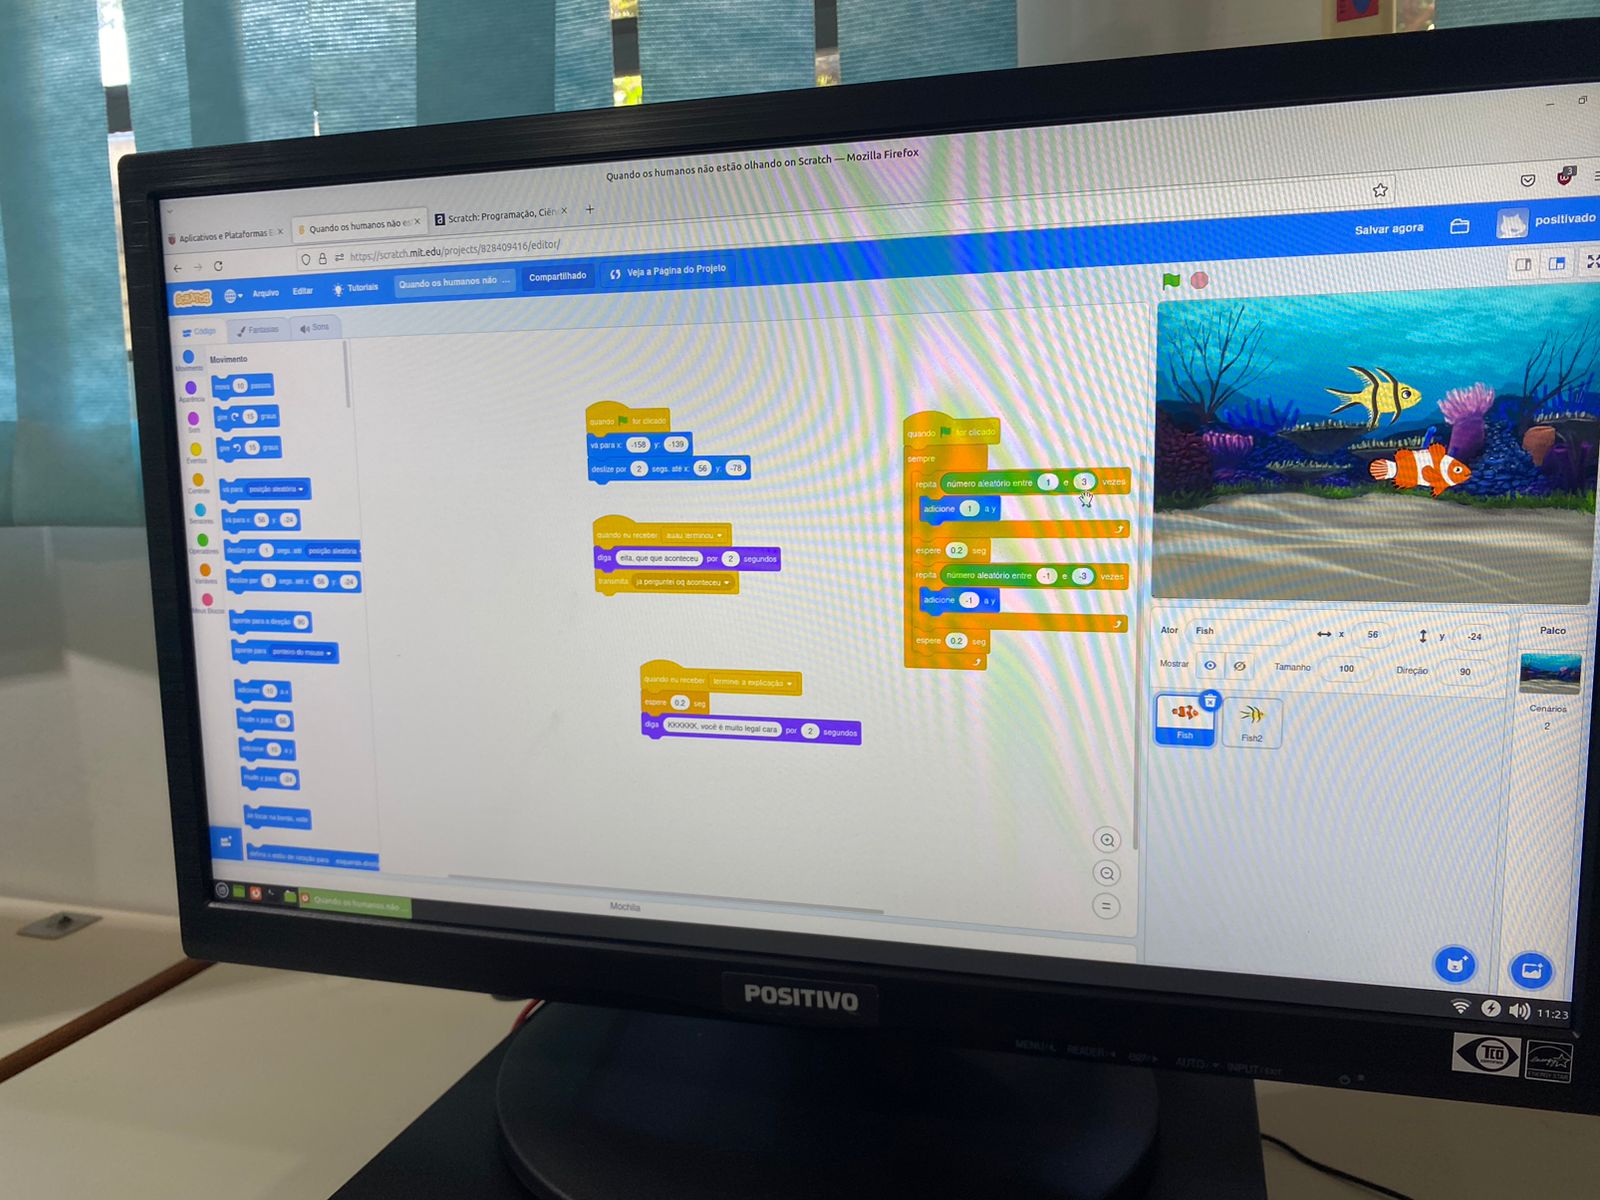 Quando os humanos não estão olhando on Scratch — Mozilla Firefox
Aplicativos e Plataformas E
Quando os humanos não es
Scratch: Programação, Ciên
https://scratch.mit.edu/projects/828409416/editor/
SCRATCH
Arquivo
Editar
Tutoriais
Quando os humanos não ...
Compartilhado
Veja a Página do Projeto
Salvar agora
positivado
Código
Fantasias
Sons
Movimento
Movimento
Aparência
Som
Eventos
Controle
Sensores
Operadores
Variáveis
Meus Blocos
mova 10 passos
gire 15 graus
gire 15 graus
vá para posição aleatória
vá para x: 56 y: -24
deslize por 1 segs. até posição aleatória
deslize por 1 segs. até x: 56 y: -24
aponte para a direção 90
aponte para ponteiro do mouse
adicione 10 a x
mude x para 56
adicione 10 a y
mude y para -24
se tocar na borda, volte
defina o estilo de rotação para
quando for clicado
vá para x: -158 y: -139
deslize por 2 segs. até x: 56 y: -78
quando eu receber auau terminou
diga eita, que que aconteceu por 2 segundos
transmita ja perguntei oq aconteceu
quando eu receber terminei a explicação
espere 0.2 seg
diga KKKKKK, você é muito legal cara por 2 segundos
quando for clicado
sempre
repita número aleatório entre 1 e 3 vezes
adicione 1 a y
espere 0.2 seg
repita número aleatório entre -1 e -3 vezes
adicione -1 a y
espere 0.2 seg
Ator Fish x 56 y -24
Mostrar Tamanho 100 Direção 90
Fish
Fish2
Palco
Cenários
2
Mochila
Quando os humanos não ...
11:23
POSITIVO
MENU
READER
AUTO
INPUT/EXIT
TCO
ENERGY STAR